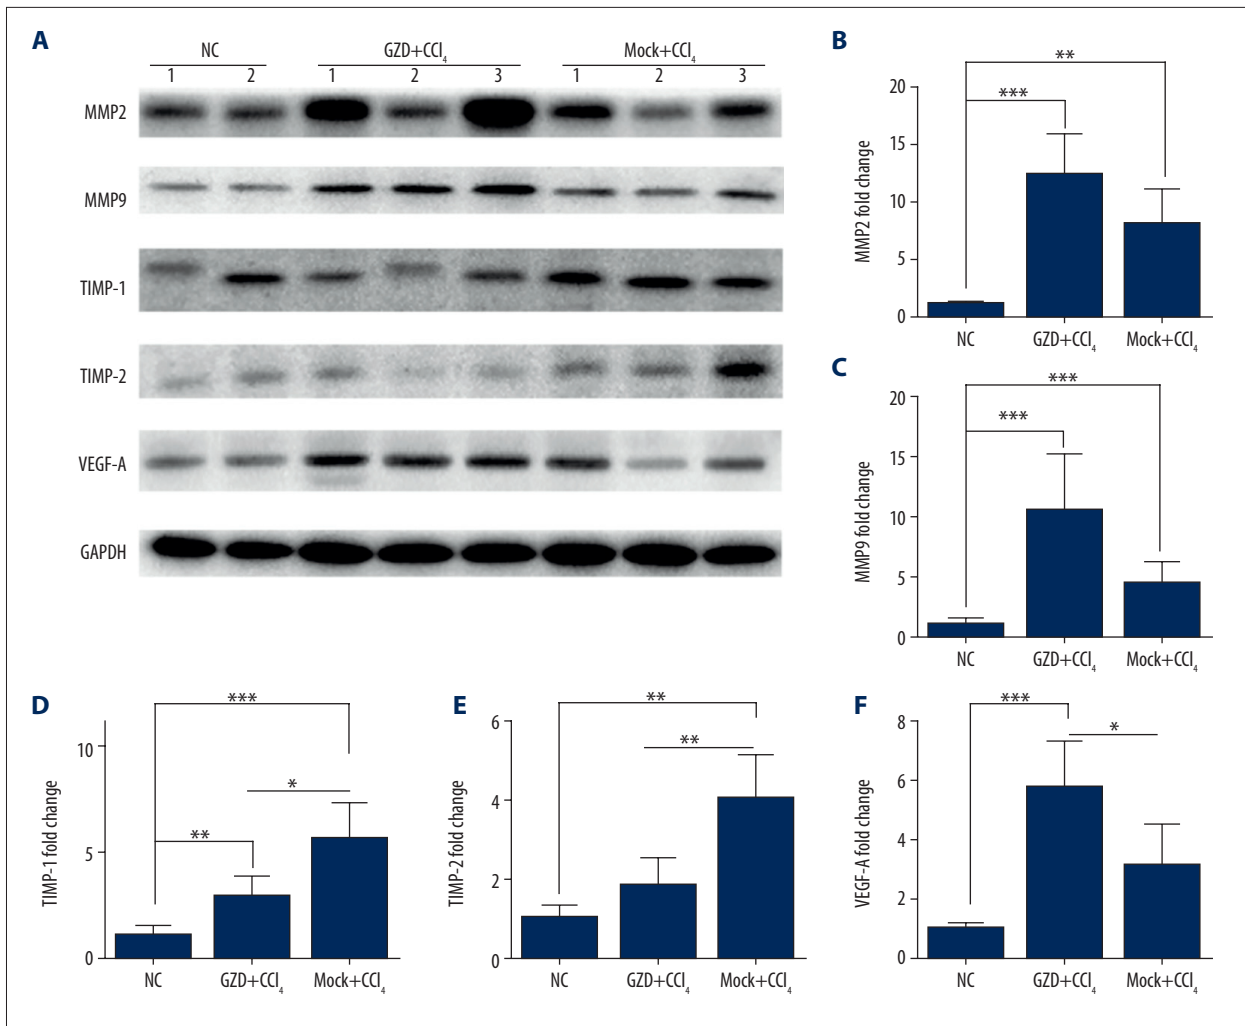 A
NC
GZD+CCl₄
Mock+CCl₄
1 2 1 2 3 1 2 3
MMP2
MMP9
TIMP-1
TIMP-2
VEGF-A
GAPDH
B
**
***
MMP2 fold change
20
15
10
5
0
NC
GZD+CCl₄
Mock+CCl₄
C
***
***
MMP9 fold change
20
15
10
5
0
NC
GZD+CCl₄
Mock+CCl₄
D
***
*
**
TIMP-1 fold change
10
5
0
NC
GZD+CCl₄
Mock+CCl₄
E
**
**
TIMP-2 fold change
6
4
2
0
NC
GZD+CCl₄
Mock+CCl₄
F
***
*
VEGF-A fold change
8
6
4
2
0
NC
GZD+CCl₄
Mock+CCl₄